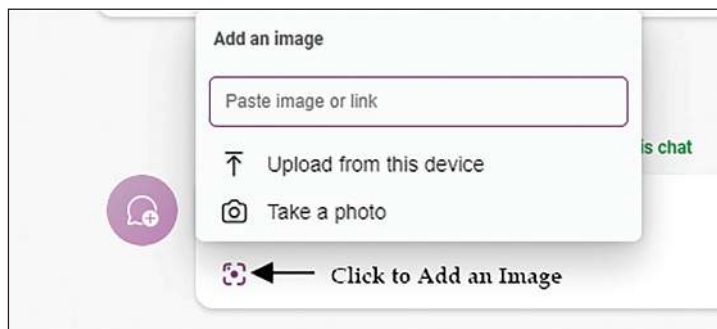 Add an image
Paste image or link
is chat
Upload from this device
Take a photo
Click to Add an Image